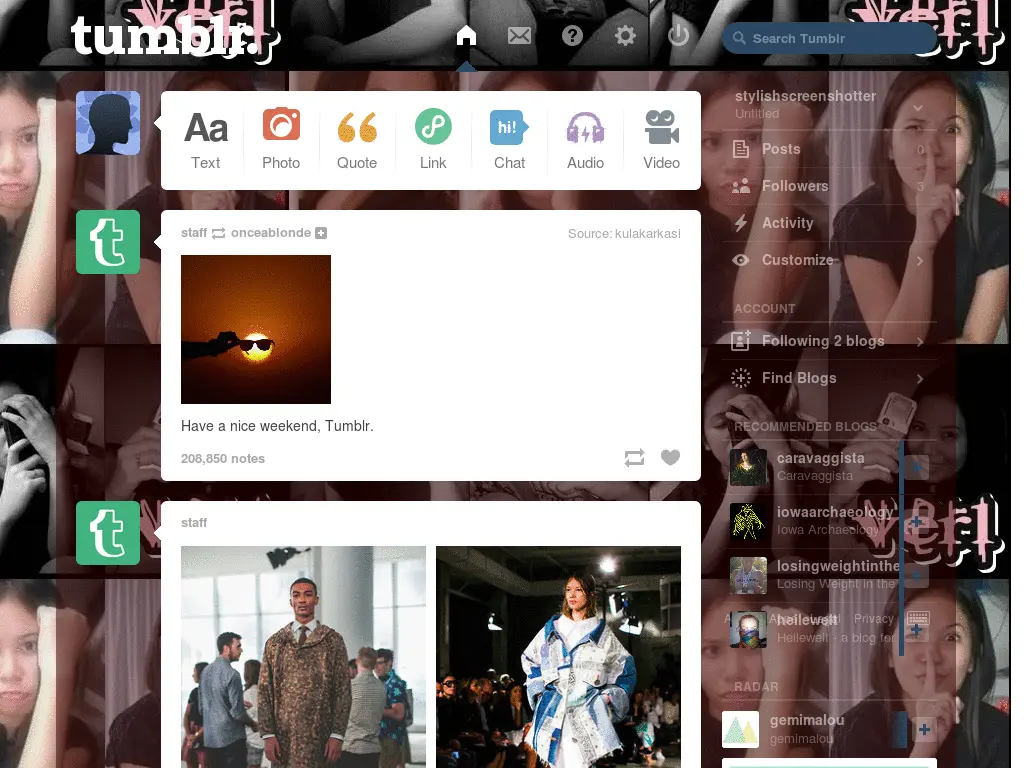 tumblr.
Search Tumblr
Aa
hi!
Text
Photo
Quote
Link
Chat
Audio
Video
staff onceablonde
Source: kulakarkasi
Have a nice weekend, Tumblr.
208,850 notes
staff
stylishscreenshotter
Untitled
Posts 0
Followers 3
Activity
Customize
ACCOUNT
Following 2 blogs
Find Blogs
RECOMMENDED BLOGS
caravaggista
Caravaggista
iowaarchaeology
Iowa Archaeology
losingweightinthe
Losing Weight in the
heilewelt
Heilewelt - a blog for
Privacy
RADAR
gemimalou
gemimalou